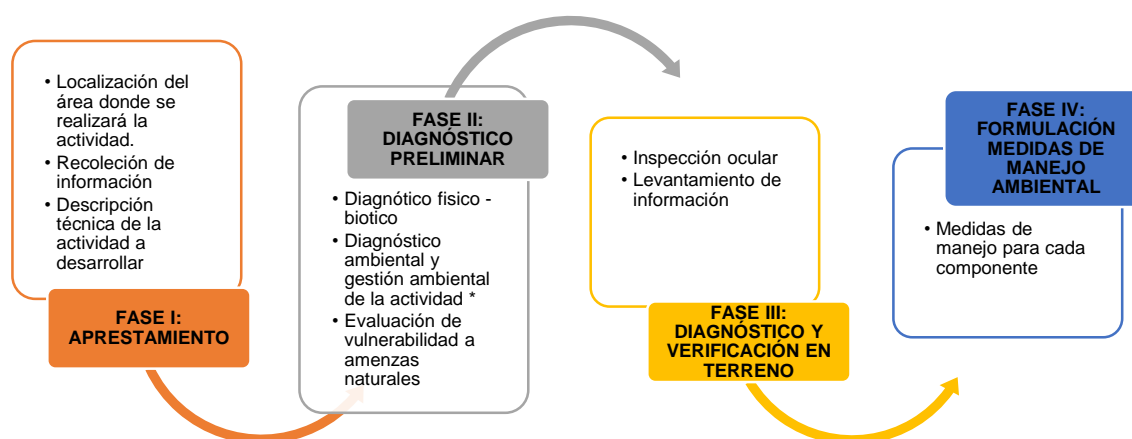 • Localización del
área donde se
realizará la
actividad.
• Recoleción de
información
• Descripción
técnica de la
actividad a
desarrollar
FASE I:
APRESTAMIENTO
FASE II:
DIAGNÓSTICO
PRELIMINAR
• Diagnótico fisico -
biotico
• Diagnóstico
ambiental y
gestión ambiental
de la actividad *
• Evaluación de
vulnerabilidad a
amenzas
naturales
• Inspección ocular
• Levantamiento de
información
FASE III:
DIAGNÓSTICO Y
VERIFICACIÓN EN
TERRENO
FASE IV:
FORMULACIÓN
MEDIDAS DE
MANEJO
AMBIENTAL
• Medidas de
manejo para cada
componente